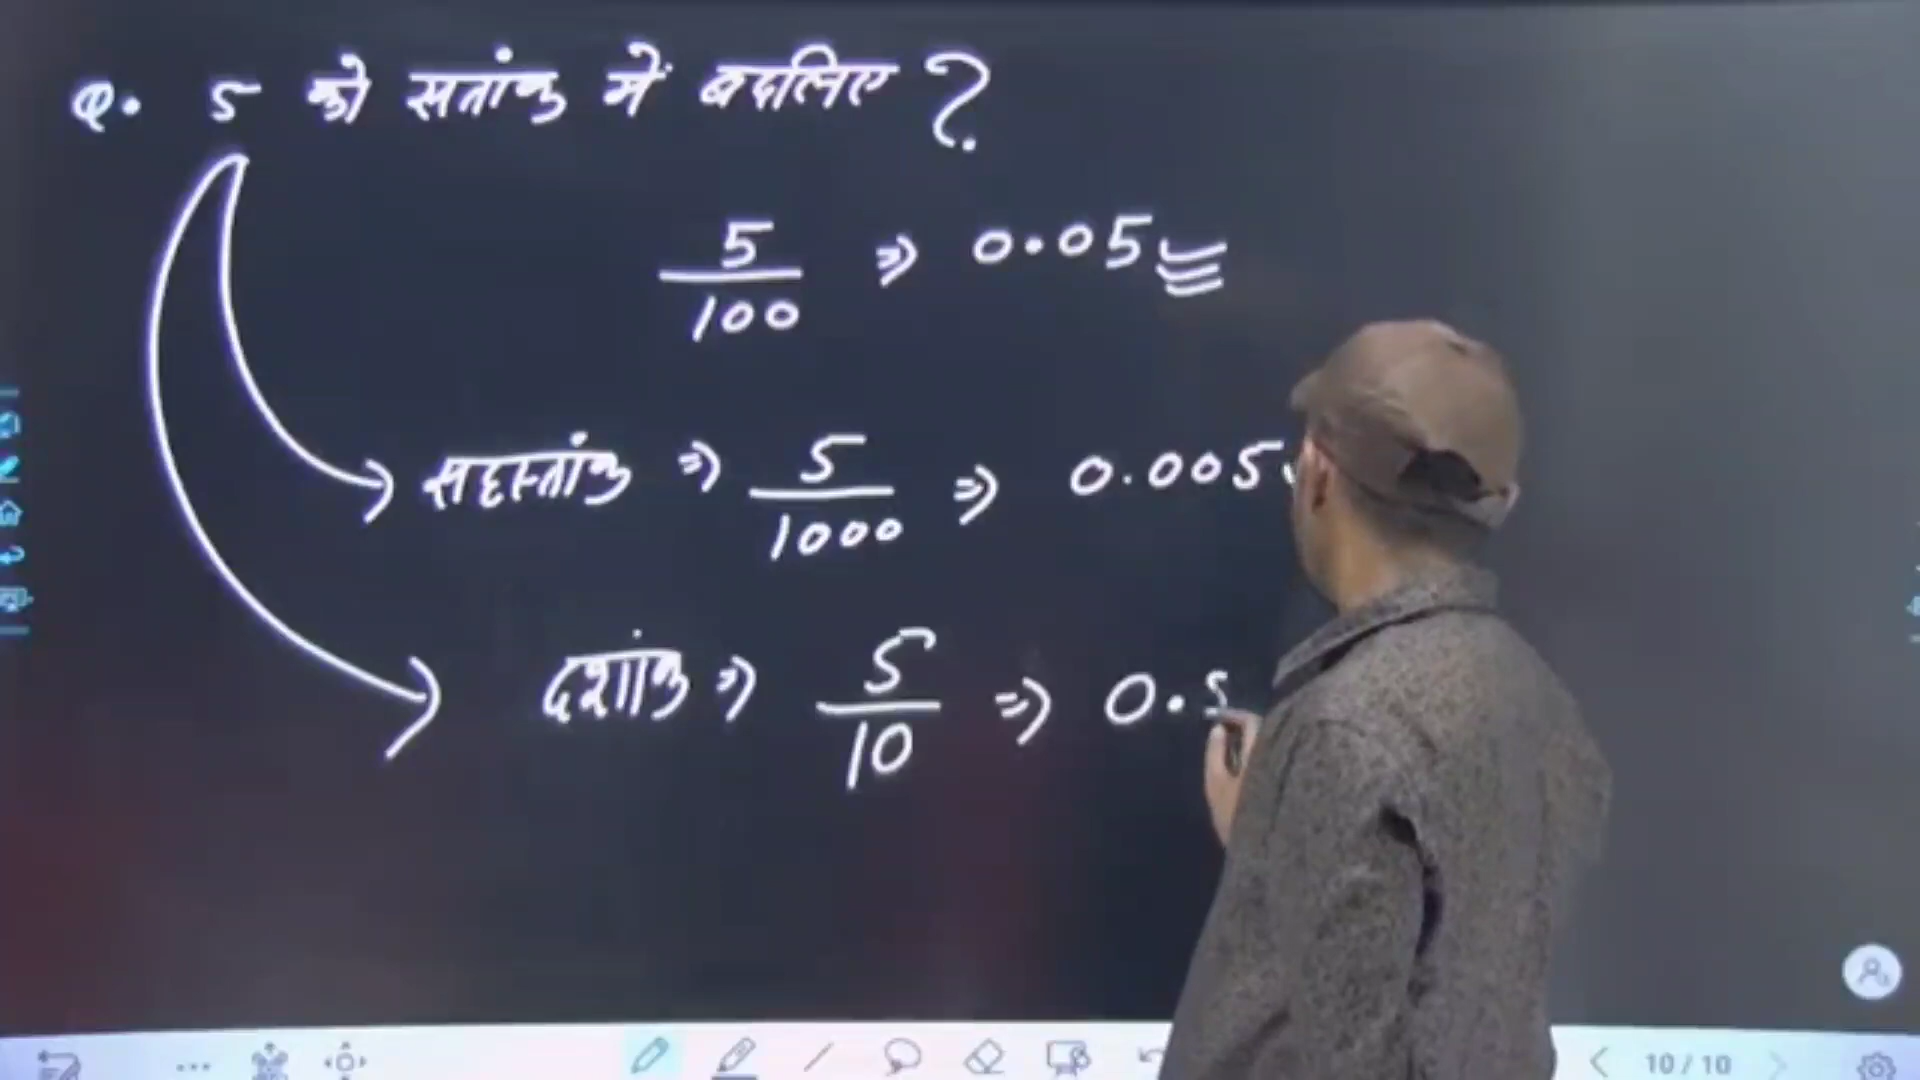 Q. 5 को सतांक में बदलिए ?
5/100 ⇒ 0.05
सहस्तांक ⇒ 5/1000 ⇒ 0.005
दशांक ⇒ 5/10 ⇒ 0.5
10/10